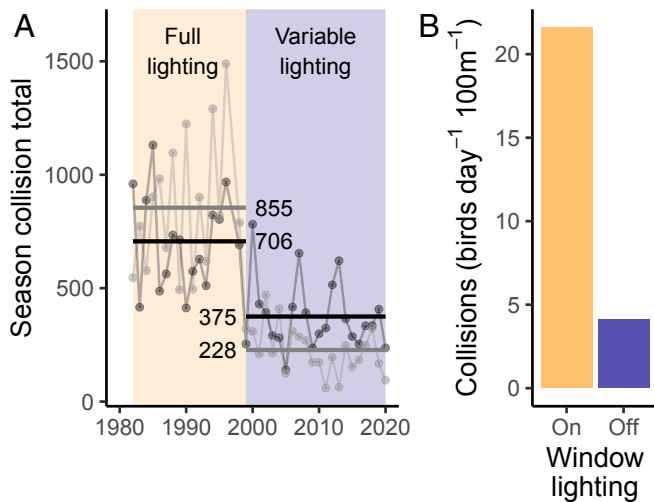 A
Full
lighting
Variable
lighting
Season collision total
1500
1000
500
0
855
706
375
228
1980
1990
2000
2010
2020
B
Collisions (birds day⁻¹ 100m⁻¹)
20
15
10
5
0
On
Off
Window
lighting